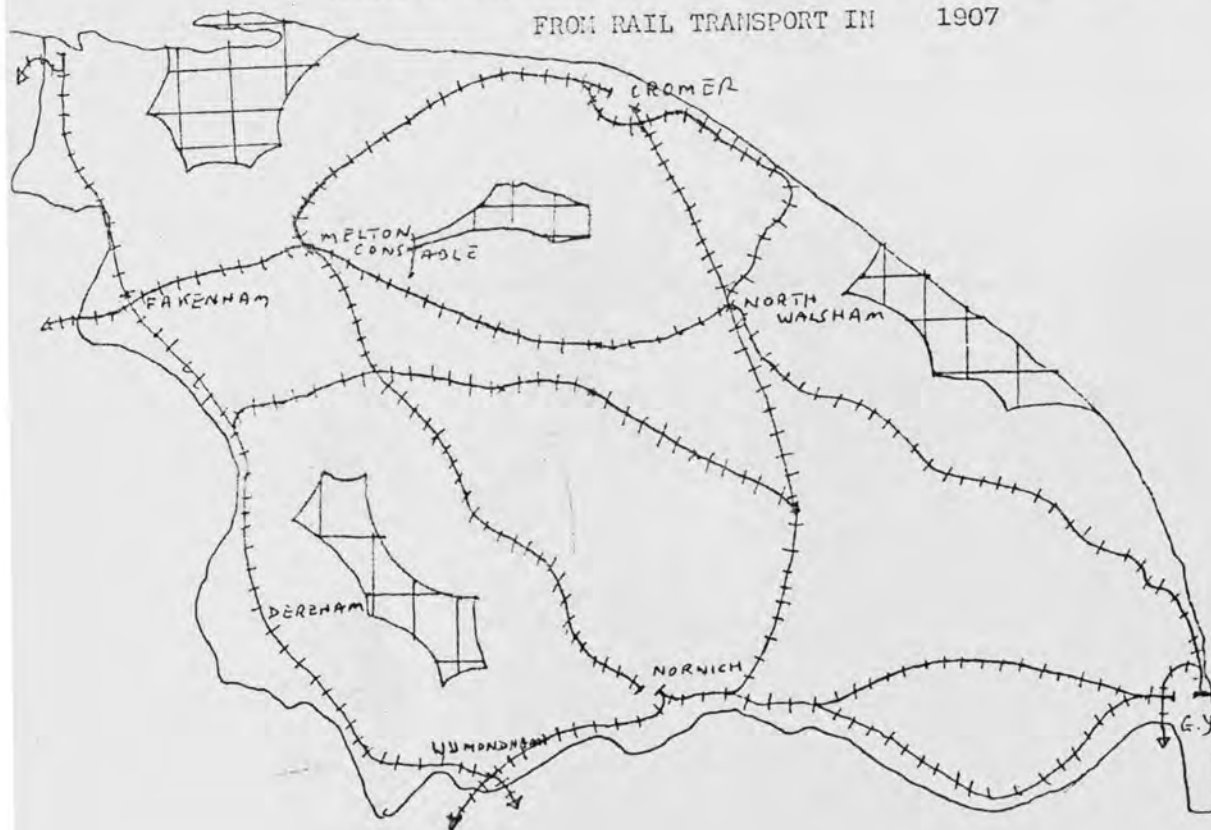 FROM RAIL TRANSPORT IN 1907
CROMER
MELTON
CONSTABLE
FAKENHAM
NORTH
WALSHAM
DEREHAM
NORWICH
WYMONDHAM
G.Y